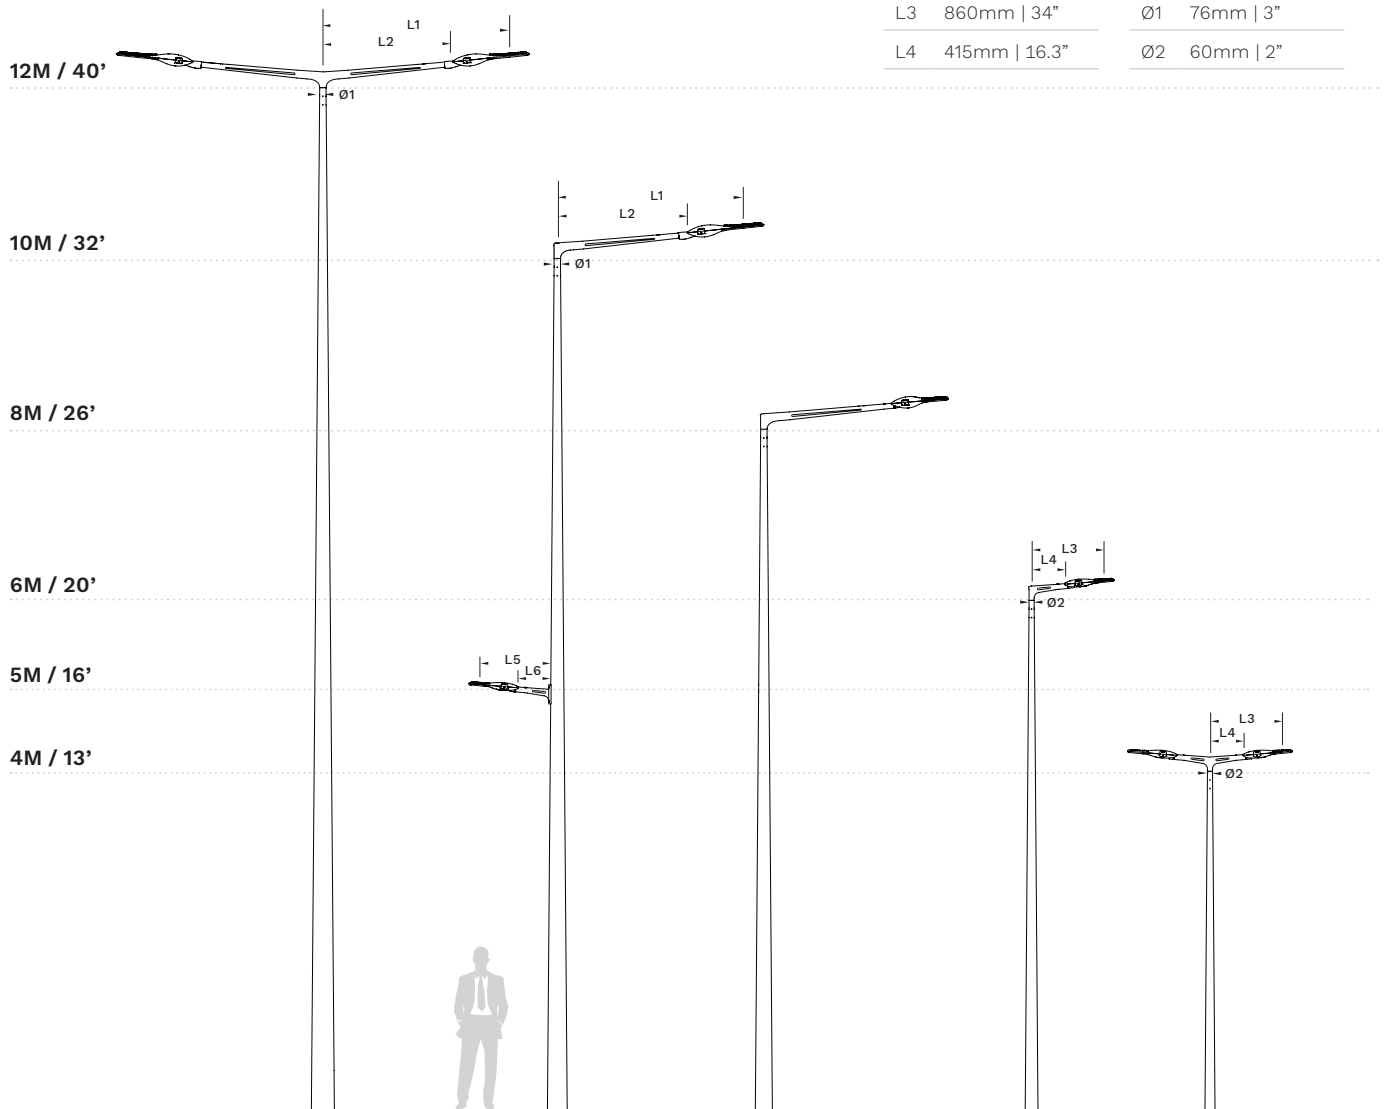 L3 860mm | 34” Ø1 76mm | 3”
L4 415mm | 16.3” Ø2 60mm | 2”
L1
L2
12M / 40’
Ø1
L1
L2
10M / 32’
Ø1
8M / 26’
L3
L4
6M / 20’
Ø2
L5
L6
5M / 16’
L3
L4
4M / 13’
Ø2